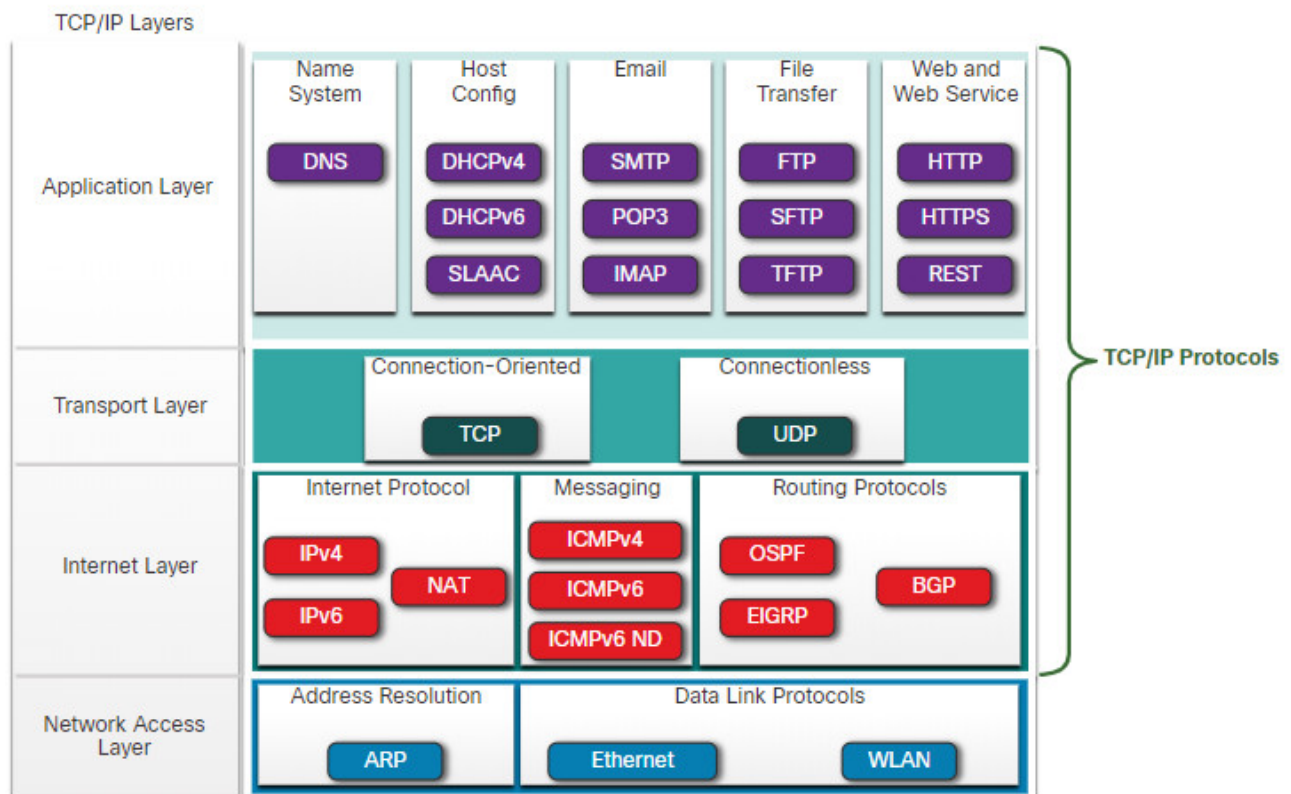 TCP/IP Layers
Application Layer
Name
System
DNS
Host
Config
DHCPv4
DHCPv6
SLAAC
Email
SMTP
POP3
IMAP
File
Transfer
FTP
SFTP
TFTP
Web and
Web Service
HTTP
HTTPS
REST
TCP/IP Protocols
Transport Layer
Connection-Oriented
TCP
Connectionless
UDP
Internet Layer
Internet Protocol
IPv4
IPv6
NAT
Messaging
ICMPv4
ICMPv6
ICMPv6 ND
Routing Protocols
OSPF
EIGRP
BGP
Network Access
Layer
Address Resolution
ARP
Data Link Protocols
Ethernet
WLAN